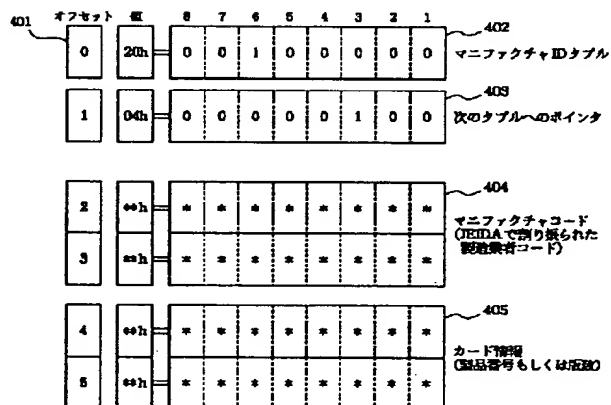 401 オフセット 値 8 7 6 5 4 3 2 1
402
0 20h 0 0 1 0 0 0 0 0 マニファクチャIDタプル
403
1 04h 0 0 0 0 0 1 0 0 次のタプルへのポインタ
404
2 **h * * * * * * * * マニファクチャコード
(JEIDAで割り振られた
3 **h * * * * * * * * 製造業者コード)
405
4 **h * * * * * * * * カード情報
(製品番号もしくは版数)
5 **h * * * * * * * *